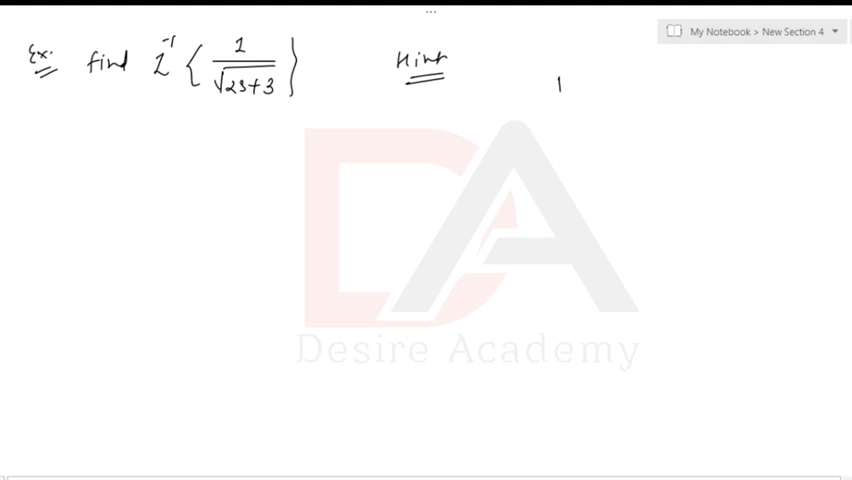 ...
My Notebook > New Section 4
Ex. find L⁻¹ { 1/√2s+3 } Hint
1
Desire Academy